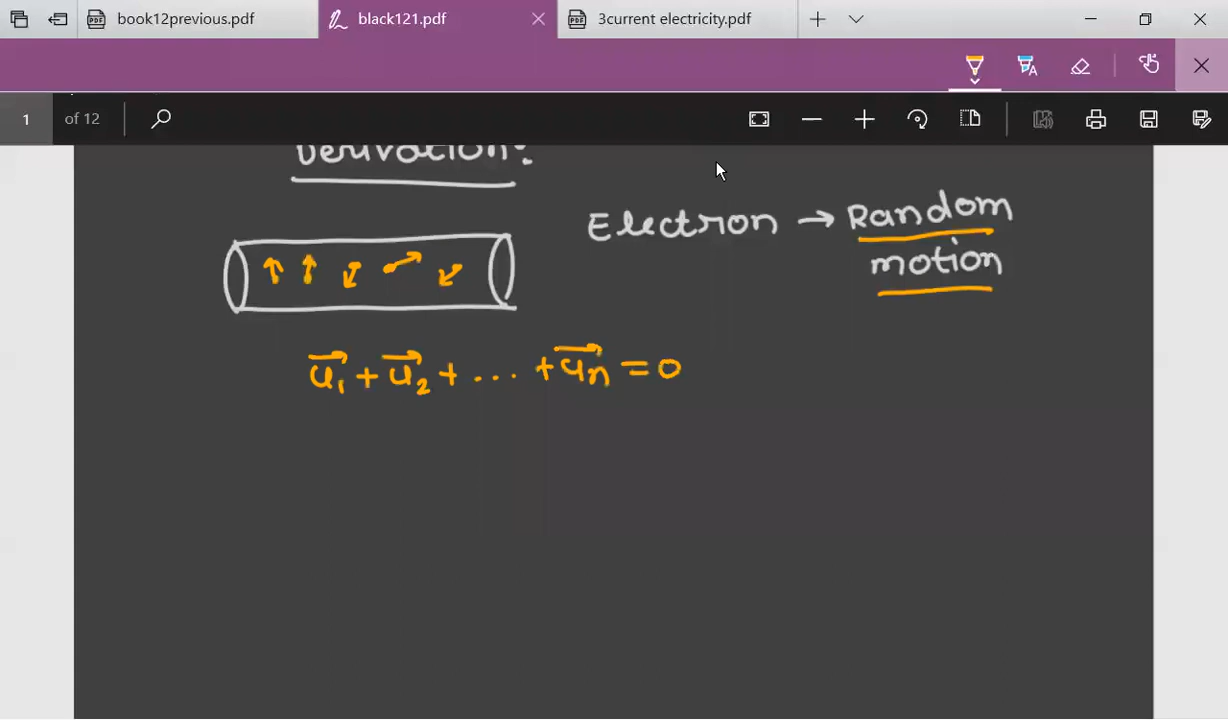 book12previous.pdf
black121.pdf
3current electricity.pdf
1 of 12
Derivation:
Electron → Random
motion
u⃗₁ + u⃗₂ + ... + u⃗n = 0